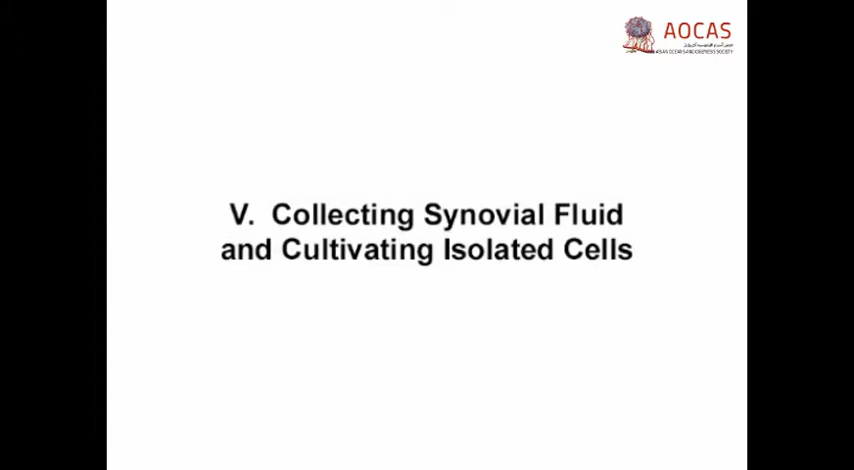 AOCAS
V. Collecting Synovial Fluid
and Cultivating Isolated Cells